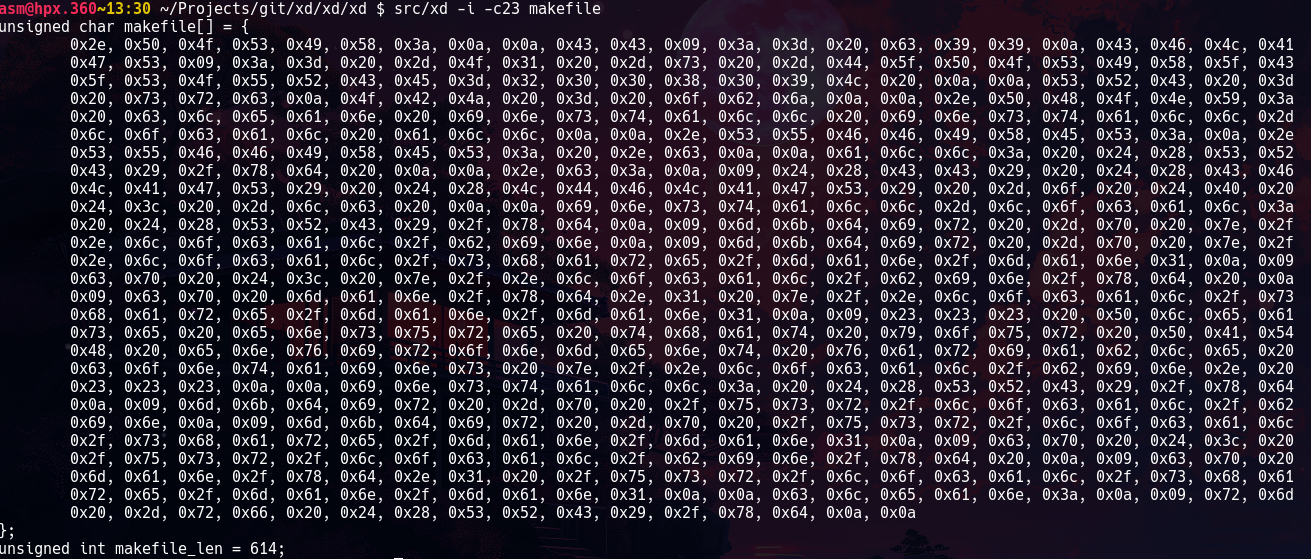 asm@hpx.360~13:30 ~/Projects/git/xd/xd/xd $ src/xd -i -c23 makefile
unsigned char makefile[] = {
0x2e, 0x50, 0x4f, 0x53, 0x49, 0x58, 0x3a, 0x0a, 0x0a, 0x43, 0x43, 0x09, 0x3a, 0x3d, 0x20, 0x63, 0x39, 0x39, 0x0a, 0x43, 0x46, 0x4c, 0x41
0x47, 0x53, 0x09, 0x3a, 0x3d, 0x20, 0x2d, 0x4f, 0x31, 0x20, 0x2d, 0x73, 0x20, 0x2d, 0x44, 0x5f, 0x50, 0x4f, 0x53, 0x49, 0x58, 0x5f, 0x43
0x5f, 0x53, 0x4f, 0x55, 0x52, 0x43, 0x45, 0x3d, 0x32, 0x30, 0x30, 0x38, 0x30, 0x39, 0x4c, 0x20, 0x0a, 0x0a, 0x53, 0x52, 0x43, 0x20, 0x3d
0x20, 0x73, 0x72, 0x63, 0x0a, 0x4f, 0x42, 0x4a, 0x20, 0x3d, 0x20, 0x6f, 0x62, 0x6a, 0x0a, 0x0a, 0x2e, 0x50, 0x48, 0x4f, 0x4e, 0x59, 0x3a
0x20, 0x63, 0x6c, 0x65, 0x61, 0x6e, 0x20, 0x69, 0x6e, 0x73, 0x74, 0x61, 0x6c, 0x6c, 0x20, 0x69, 0x6e, 0x73, 0x74, 0x61, 0x6c, 0x6c, 0x2d
0x6c, 0x6f, 0x63, 0x61, 0x6c, 0x20, 0x61, 0x6c, 0x6c, 0x0a, 0x0a, 0x2e, 0x53, 0x55, 0x46, 0x46, 0x49, 0x58, 0x45, 0x53, 0x3a, 0x0a, 0x2e
0x53, 0x55, 0x46, 0x46, 0x49, 0x58, 0x45, 0x53, 0x3a, 0x20, 0x2e, 0x63, 0x0a, 0x0a, 0x61, 0x6c, 0x6c, 0x3a, 0x20, 0x24, 0x28, 0x53, 0x52
0x43, 0x29, 0x2f, 0x78, 0x64, 0x20, 0x0a, 0x0a, 0x2e, 0x63, 0x3a, 0x0a, 0x09, 0x24, 0x28, 0x43, 0x43, 0x29, 0x20, 0x24, 0x28, 0x43, 0x46
0x4c, 0x41, 0x47, 0x53, 0x29, 0x20, 0x24, 0x28, 0x4c, 0x44, 0x46, 0x4c, 0x41, 0x47, 0x53, 0x29, 0x20, 0x2d, 0x6f, 0x20, 0x24, 0x40, 0x20
0x24, 0x3c, 0x20, 0x2d, 0x6c, 0x63, 0x20, 0x0a, 0x0a, 0x69, 0x6e, 0x73, 0x74, 0x61, 0x6c, 0x6c, 0x2d, 0x6c, 0x6f, 0x63, 0x61, 0x6c, 0x3a
0x20, 0x24, 0x28, 0x53, 0x52, 0x43, 0x29, 0x2f, 0x78, 0x64, 0x0a, 0x09, 0x6d, 0x6b, 0x64, 0x69, 0x72, 0x20, 0x2d, 0x70, 0x20, 0x7e, 0x2f
0x2e, 0x6c, 0x6f, 0x63, 0x61, 0x6c, 0x2f, 0x62, 0x69, 0x6e, 0x0a, 0x09, 0x6d, 0x6b, 0x64, 0x69, 0x72, 0x20, 0x2d, 0x70, 0x20, 0x7e, 0x2f
0x2e, 0x6c, 0x6f, 0x63, 0x61, 0x6c, 0x2f, 0x73, 0x68, 0x61, 0x72, 0x65, 0x2f, 0x6d, 0x61, 0x6e, 0x2f, 0x6d, 0x61, 0x6e, 0x31, 0x0a, 0x09
0x63, 0x70, 0x20, 0x24, 0x3c, 0x20, 0x7e, 0x2f, 0x2e, 0x6c, 0x6f, 0x63, 0x61, 0x6c, 0x2f, 0x62, 0x69, 0x6e, 0x2f, 0x78, 0x64, 0x20, 0x0a
0x09, 0x63, 0x70, 0x20, 0x6d, 0x61, 0x6e, 0x2f, 0x78, 0x64, 0x2e, 0x31, 0x20, 0x7e, 0x2f, 0x2e, 0x6c, 0x6f, 0x63, 0x61, 0x6c, 0x2f, 0x73
0x68, 0x61, 0x72, 0x65, 0x2f, 0x6d, 0x61, 0x6e, 0x2f, 0x6d, 0x61, 0x6e, 0x31, 0x0a, 0x09, 0x23, 0x23, 0x23, 0x20, 0x50, 0x6c, 0x65, 0x61
0x73, 0x65, 0x20, 0x65, 0x6e, 0x73, 0x75, 0x72, 0x65, 0x20, 0x74, 0x68, 0x61, 0x74, 0x20, 0x79, 0x6f, 0x75, 0x72, 0x20, 0x50, 0x41, 0x54
0x48, 0x20, 0x65, 0x6e, 0x76, 0x69, 0x72, 0x6f, 0x6e, 0x6d, 0x65, 0x6e, 0x74, 0x20, 0x76, 0x61, 0x72, 0x69, 0x61, 0x62, 0x6c, 0x65, 0x20
0x63, 0x6f, 0x6e, 0x74, 0x61, 0x69, 0x6e, 0x73, 0x20, 0x7e, 0x2f, 0x2e, 0x6c, 0x6f, 0x63, 0x61, 0x6c, 0x2f, 0x62, 0x69, 0x6e, 0x2e, 0x20
0x23, 0x23, 0x23, 0x0a, 0x0a, 0x69, 0x6e, 0x73, 0x74, 0x61, 0x6c, 0x6c, 0x3a, 0x20, 0x24, 0x28, 0x53, 0x52, 0x43, 0x29, 0x2f, 0x78, 0x64
0x0a, 0x09, 0x6d, 0x6b, 0x64, 0x69, 0x72, 0x20, 0x2d, 0x70, 0x20, 0x2f, 0x75, 0x73, 0x72, 0x2f, 0x6c, 0x6f, 0x63, 0x61, 0x6c, 0x2f, 0x62
0x69, 0x6e, 0x0a, 0x09, 0x6d, 0x6b, 0x64, 0x69, 0x72, 0x20, 0x2d, 0x70, 0x20, 0x2f, 0x75, 0x73, 0x72, 0x2f, 0x6c, 0x6f, 0x63, 0x61, 0x6c
0x2f, 0x73, 0x68, 0x61, 0x72, 0x65, 0x2f, 0x6d, 0x61, 0x6e, 0x2f, 0x6d, 0x61, 0x6e, 0x31, 0x0a, 0x09, 0x63, 0x70, 0x20, 0x24, 0x3c, 0x20
0x2f, 0x75, 0x73, 0x72, 0x2f, 0x6c, 0x6f, 0x63, 0x61, 0x6c, 0x2f, 0x62, 0x69, 0x6e, 0x2f, 0x78, 0x64, 0x20, 0x0a, 0x09, 0x63, 0x70, 0x20
0x6d, 0x61, 0x6e, 0x2f, 0x78, 0x64, 0x2e, 0x31, 0x20, 0x2f, 0x75, 0x73, 0x72, 0x2f, 0x6c, 0x6f, 0x63, 0x61, 0x6c, 0x2f, 0x73, 0x68, 0x61
0x72, 0x65, 0x2f, 0x6d, 0x61, 0x6e, 0x2f, 0x6d, 0x61, 0x6e, 0x31, 0x0a, 0x0a, 0x63, 0x6c, 0x65, 0x61, 0x6e, 0x3a, 0x0a, 0x09, 0x72, 0x6d
0x20, 0x2d, 0x72, 0x66, 0x20, 0x24, 0x28, 0x53, 0x52, 0x43, 0x29, 0x2f, 0x78, 0x64, 0x0a, 0x0a
};
unsigned int makefile_len = 614;